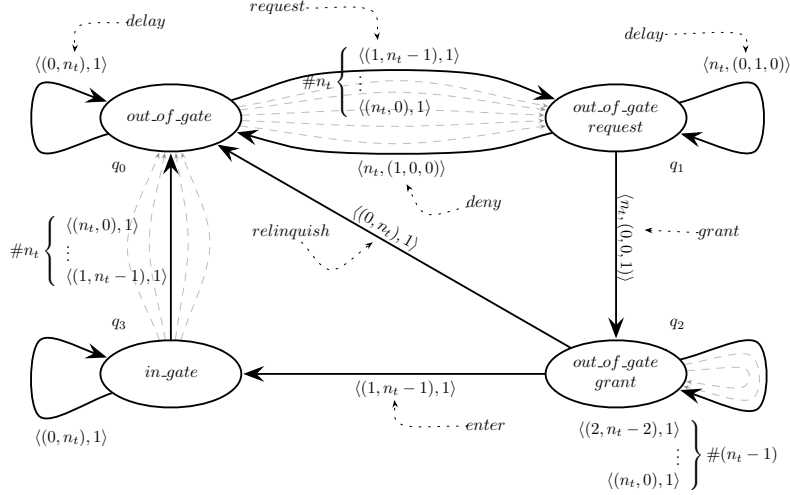 request
delay
delay
⟨(0, n_t), 1⟩
#n_t { ⟨(1, n_t − 1), 1⟩
⋮
⟨(n_t, 0), 1⟩
⟨n_t, (0, 1, 0)⟩
out_of_gate
out_of_gate
request
q_0
q_1
⟨n_t, (1, 0, 0)⟩
deny
relinquish
⟨(0, n_t), 1⟩
⟨n_t, (0, 0, 1)⟩
grant
#n_t { ⟨(n_t, 0), 1⟩
⋮
⟨(1, n_t − 1), 1⟩
q_3
q_2
in_gate
out_of_gate
grant
⟨(1, n_t − 1), 1⟩
enter
⟨(0, n_t), 1⟩
⟨(2, n_t − 2), 1⟩
⋮ } #(n_t − 1)
⟨(n_t, 0), 1⟩